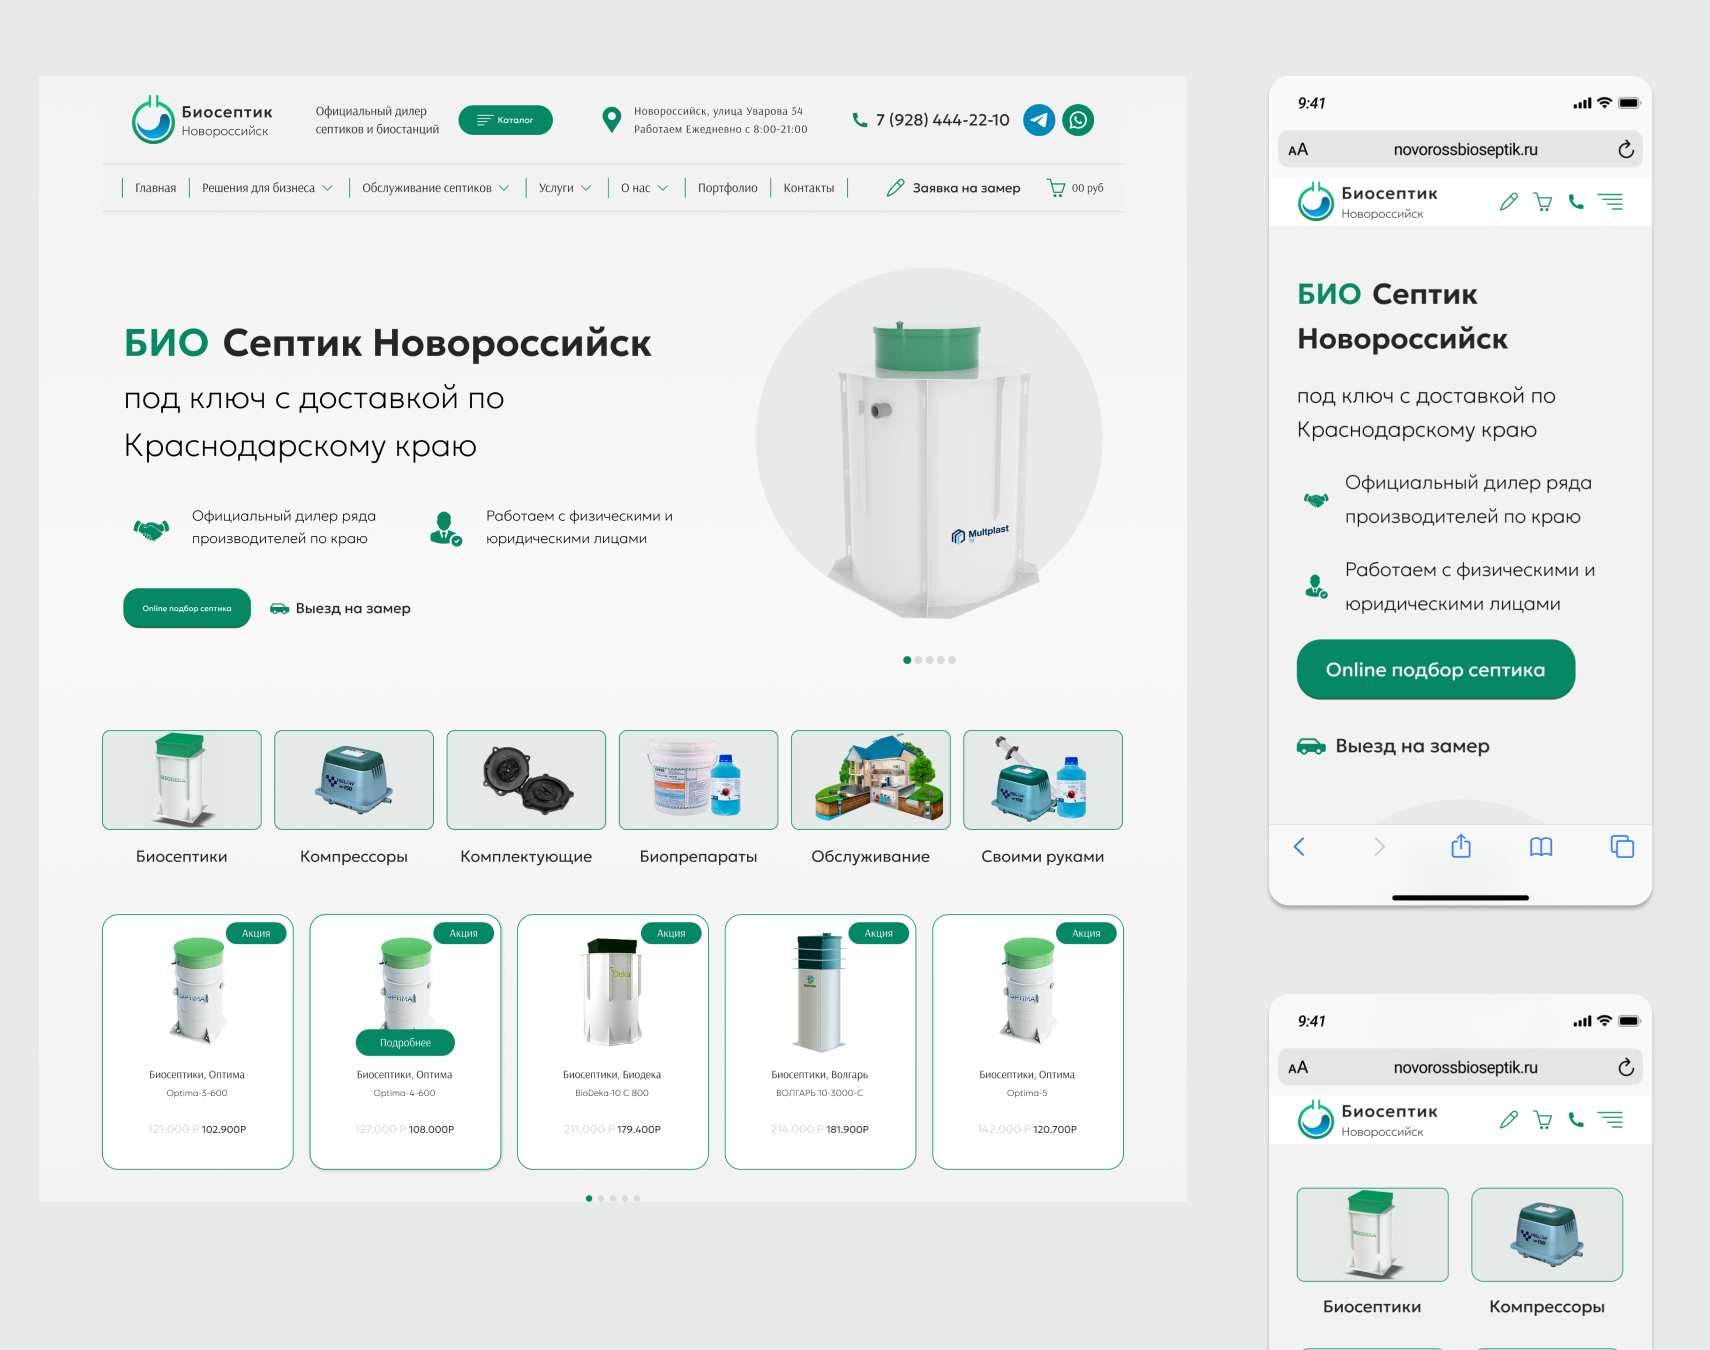 Биосептик
Новороссийск
Официальный дилер
септиков и биостанций
Каталог
Новороссийск, улица Уварова 54
Работаем Ежедневно с 8:00-21:00
7 (928) 444-22-10
Главная
Решения для бизнеса
Обслуживание септиков
Услуги
О нас
Портфолио
Контакты
Заявка на замер
00 руб
БИО Септик Новороссийск
под ключ с доставкой по
Краснодарскому краю
Официальный дилер ряда
производителей по краю
Работаем с физическими и
юридическими лицами
Online подбор септика
Выезд на замер
Multplast
Биосептики
Компрессоры
Комплектующие
Биопрепараты
Обслуживание
Своими руками
Акция
OPTIMA
Биосептики, Оптима
Optima-3-600
121.000 Р 102.900Р
Акция
OPTIMA
Подробнее
Биосептики, Оптима
Optima-4-600
127.000 Р 108.000Р
Акция
Deka
Биосептики, Биодека
BioDeka-10 C 800
211.000 Р 179.400Р
Акция
Биосептики, Волгарь
ВОЛГАРЬ 10-3000-С
214.000 Р 181.900Р
Акция
OPTIMA
Биосептики, Оптима
Optima-5
142.000 Р 120.700Р
9:41
AA
novorossbioseptik.ru
Биосептик
Новороссийск
БИО Септик
Новороссийск
под ключ с доставкой по
Краснодарскому краю
Официальный дилер ряда
производителей по краю
Работаем с физическими и
юридическими лицами
Online подбор септика
Выезд на замер
9:41
AA
novorossbioseptik.ru
Биосептик
Новороссийск
Биосептики
Компрессоры